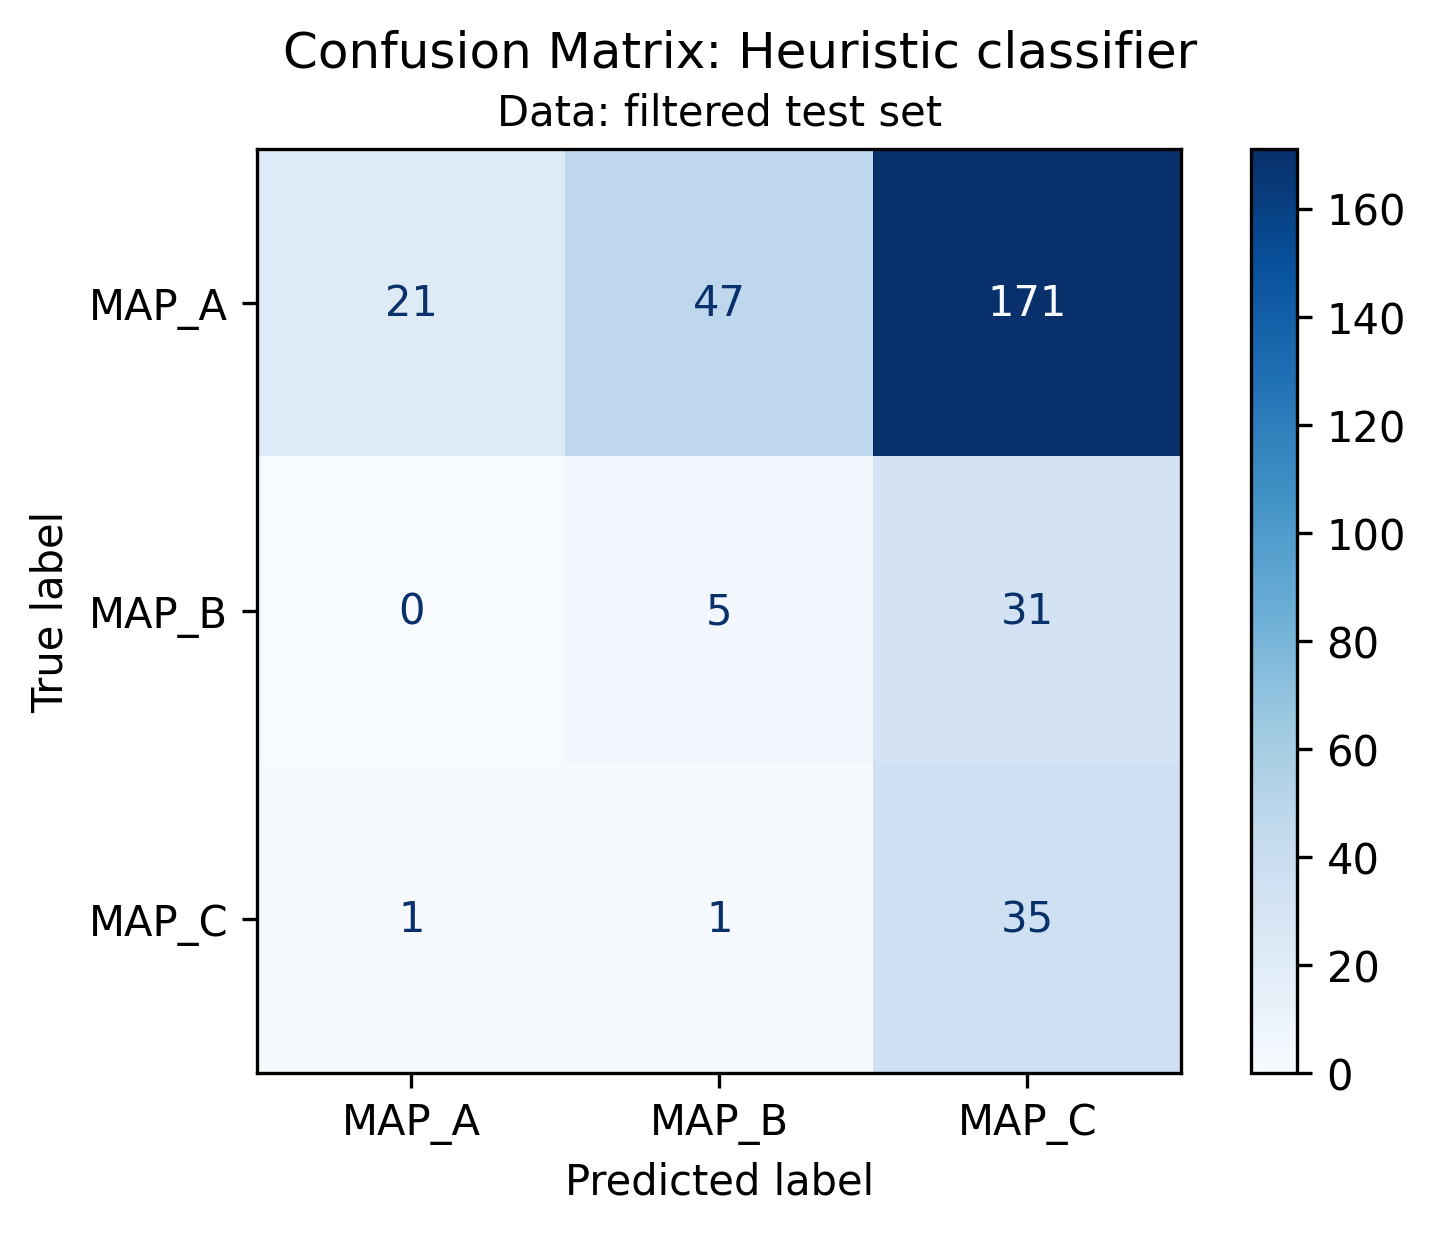 Confusion Matrix: Heuristic classifier
Data: filtered test set
True label
MAP_A 21 47 171
MAP_B 0 5 31
MAP_C 1 1 35
MAP_A MAP_B MAP_C
Predicted label
160
140
120
100
80
60
40
20
0